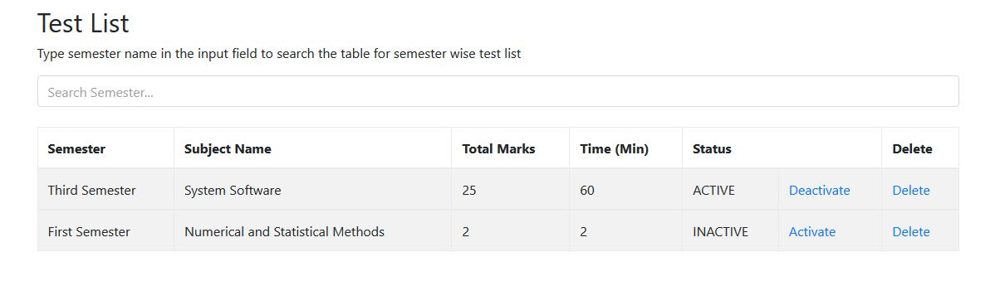 Test List
Type semester name in the input field to search the table for semester wise test list
Search Semester...
Semester Subject Name Total Marks Time (Min) Status Delete
Third Semester System Software 25 60 ACTIVE Deactivate Delete
First Semester Numerical and Statistical Methods 2 2 INACTIVE Activate Delete